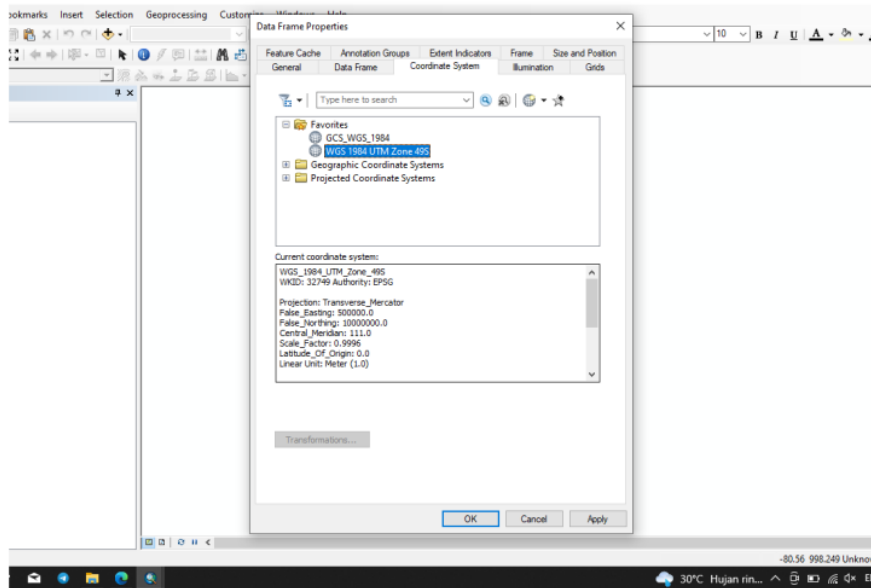 ookmarks Insert Selection Geoprocessing Customize Windows Help
Data Frame Properties
10 B I U A
Feature Cache Annotation Groups Extent Indicators Frame Size and Position
General Data Frame Coordinate System Illumination Grids
Type here to search
Favorites
GCS_WGS_1984
WGS 1984 UTM Zone 49S
Geographic Coordinate Systems
Projected Coordinate Systems
Current coordinate system:
WGS_1984_UTM_Zone_49S
WKID: 32749 Authority: EPSG
Projection: Transverse_Mercator
False_Easting: 500000.0
False_Northing: 10000000.0
Central_Meridian: 111.0
Scale_Factor: 0.9996
Latitude_Of_Origin: 0.0
Linear Unit: Meter (1.0)
Transformations...
OK Cancel Apply
-80.56 998.249 Unknow
30°C Hujan rin...